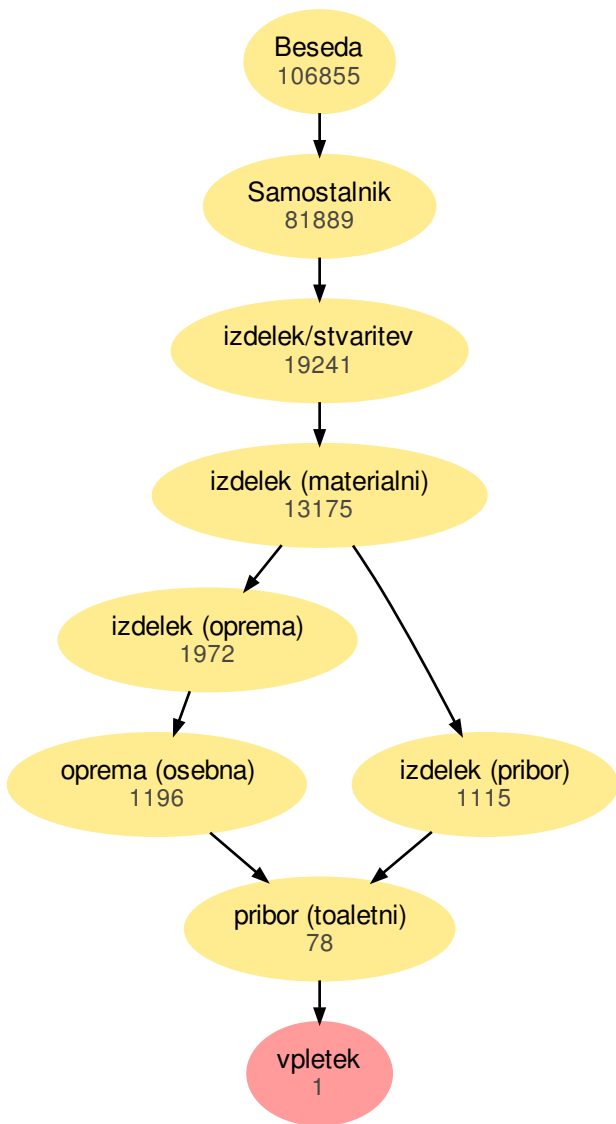 Beseda
106855
Samostalnik
81889
izdelek/stvaritev
19241
izdelek (materialni)
13175
izdelek (oprema)
1972
oprema (osebna)
1196
izdelek (pribor)
1115
pribor (toaletni)
78
vpletek
1